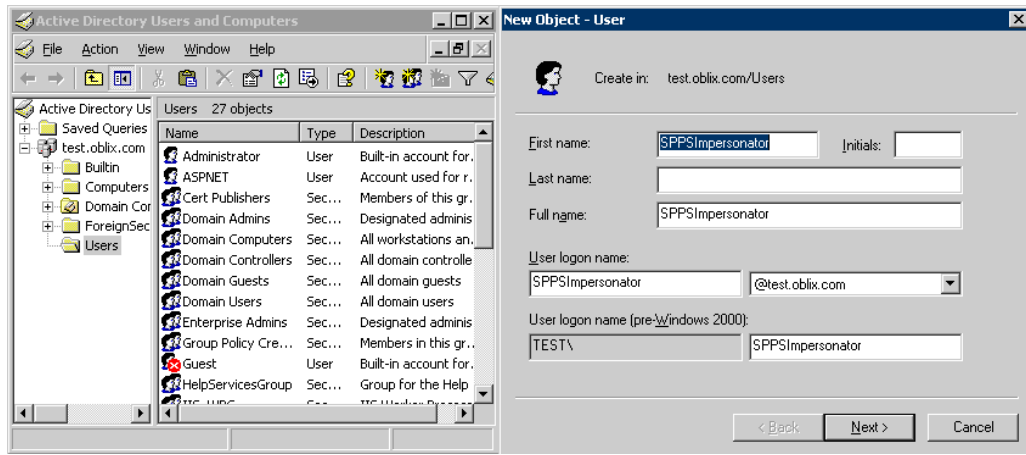 Active Directory Users and Computers
File Action View Window Help
Active Directory Us
Saved Queries
test.oblix.com
Builtin
Computers
Domain Cor
ForeignSec
Users
Users 27 objects
Name Type Description
Administrator User Built-in account for.
ASPNET User Account used for r.
Cert Publishers Sec... Members of this gr.
Domain Admins Sec... Designated adminis
Domain Computers Sec... All workstations an.
Domain Controllers Sec... All domain controlle
Domain Guests Sec... All domain guests
Domain Users Sec... All domain users
Enterprise Admins Sec... Designated adminis
Group Policy Cre... Sec... Members in this gr..
Guest User Built-in account for.
HelpServicesGroup Sec... Group for the Help
New Object - User
Create in: test.oblix.com/Users
First name: SPPSImpersonator Initials:
Last name:
Full name: SPPSImpersonator
User logon name:
SPPSImpersonator @test.oblix.com
User logon name (pre-Windows 2000):
TEST\ SPPSImpersonator
< Back Next > Cancel